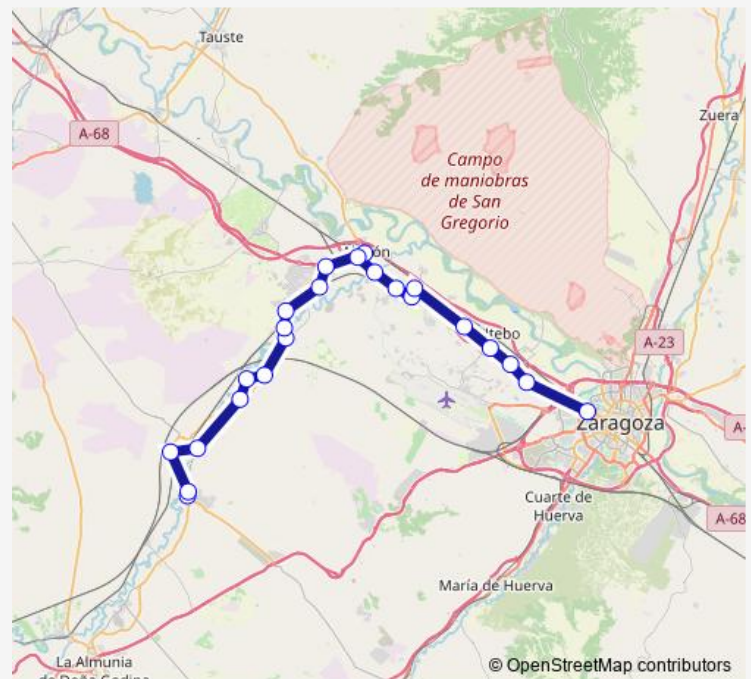 Tauste
Zuera
A-68
Campo
de maniobras
de San
Gregorio
A-23
Zaragoza
A-68
Cuarte de
Huerva
María de Huerva
La Almunia
© OpenStreetMap contributors